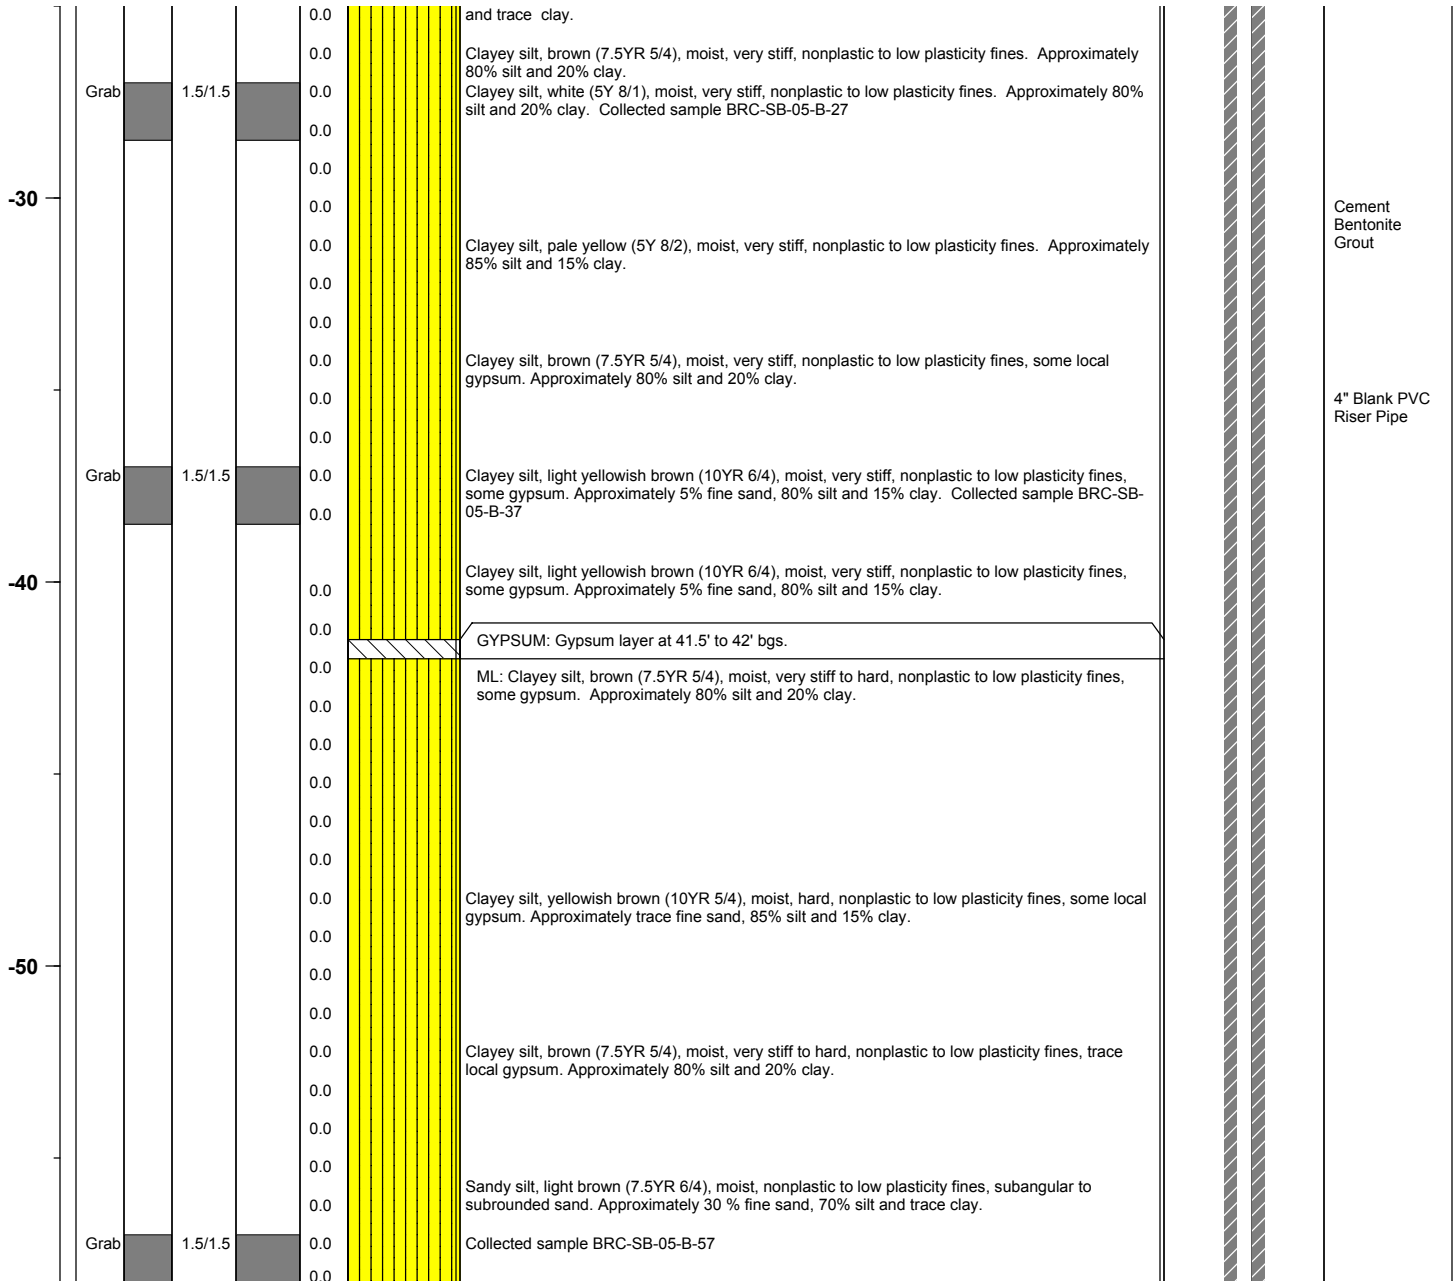 0.0 and trace clay.
0.0 Clayey silt, brown (7.5YR 5/4), moist, very stiff, nonplastic to low plasticity fines. Approximately
80% silt and 20% clay.
Grab 1.5/1.5 0.0 Clayey silt, white (5Y 8/1), moist, very stiff, nonplastic to low plasticity fines. Approximately 80%
silt and 20% clay. Collected sample BRC-SB-05-B-27
0.0
0.0
-30 0.0 Cement
Bentonite
Grout
0.0 Clayey silt, pale yellow (5Y 8/2), moist, very stiff, nonplastic to low plasticity fines. Approximately
85% silt and 15% clay.
0.0
0.0
0.0 Clayey silt, brown (7.5YR 5/4), moist, very stiff, nonplastic to low plasticity fines, some local
gypsum. Approximately 80% silt and 20% clay.
0.0 4" Blank PVC
Riser Pipe
0.0
Grab 1.5/1.5 0.0 Clayey silt, light yellowish brown (10YR 6/4), moist, very stiff, nonplastic to low plasticity fines,
some gypsum. Approximately 5% fine sand, 80% silt and 15% clay. Collected sample BRC-SB-
0.0 05-B-37
Clayey silt, light yellowish brown (10YR 6/4), moist, very stiff, nonplastic to low plasticity fines,
-40 0.0 some gypsum. Approximately 5% fine sand, 80% silt and 15% clay.
0.0
GYPSUM: Gypsum layer at 41.5' to 42' bgs.
0.0 ML: Clayey silt, brown (7.5YR 5/4), moist, very stiff to hard, nonplastic to low plasticity fines,
some gypsum. Approximately 80% silt and 20% clay.
0.0
0.0
0.0
0.0
0.0
0.0 Clayey silt, yellowish brown (10YR 5/4), moist, hard, nonplastic to low plasticity fines, some local
gypsum. Approximately trace fine sand, 85% silt and 15% clay.
0.0
-50 0.0
0.0
0.0 Clayey silt, brown (7.5YR 5/4), moist, very stiff to hard, nonplastic to low plasticity fines, trace
local gypsum. Approximately 80% silt and 20% clay.
0.0
0.0
0.0
Sandy silt, light brown (7.5YR 6/4), moist, nonplastic to low plasticity fines, subangular to
0.0 subrounded sand. Approximately 30 % fine sand, 70% silt and trace clay.
Grab 1.5/1.5 0.0 Collected sample BRC-SB-05-B-57
0.0